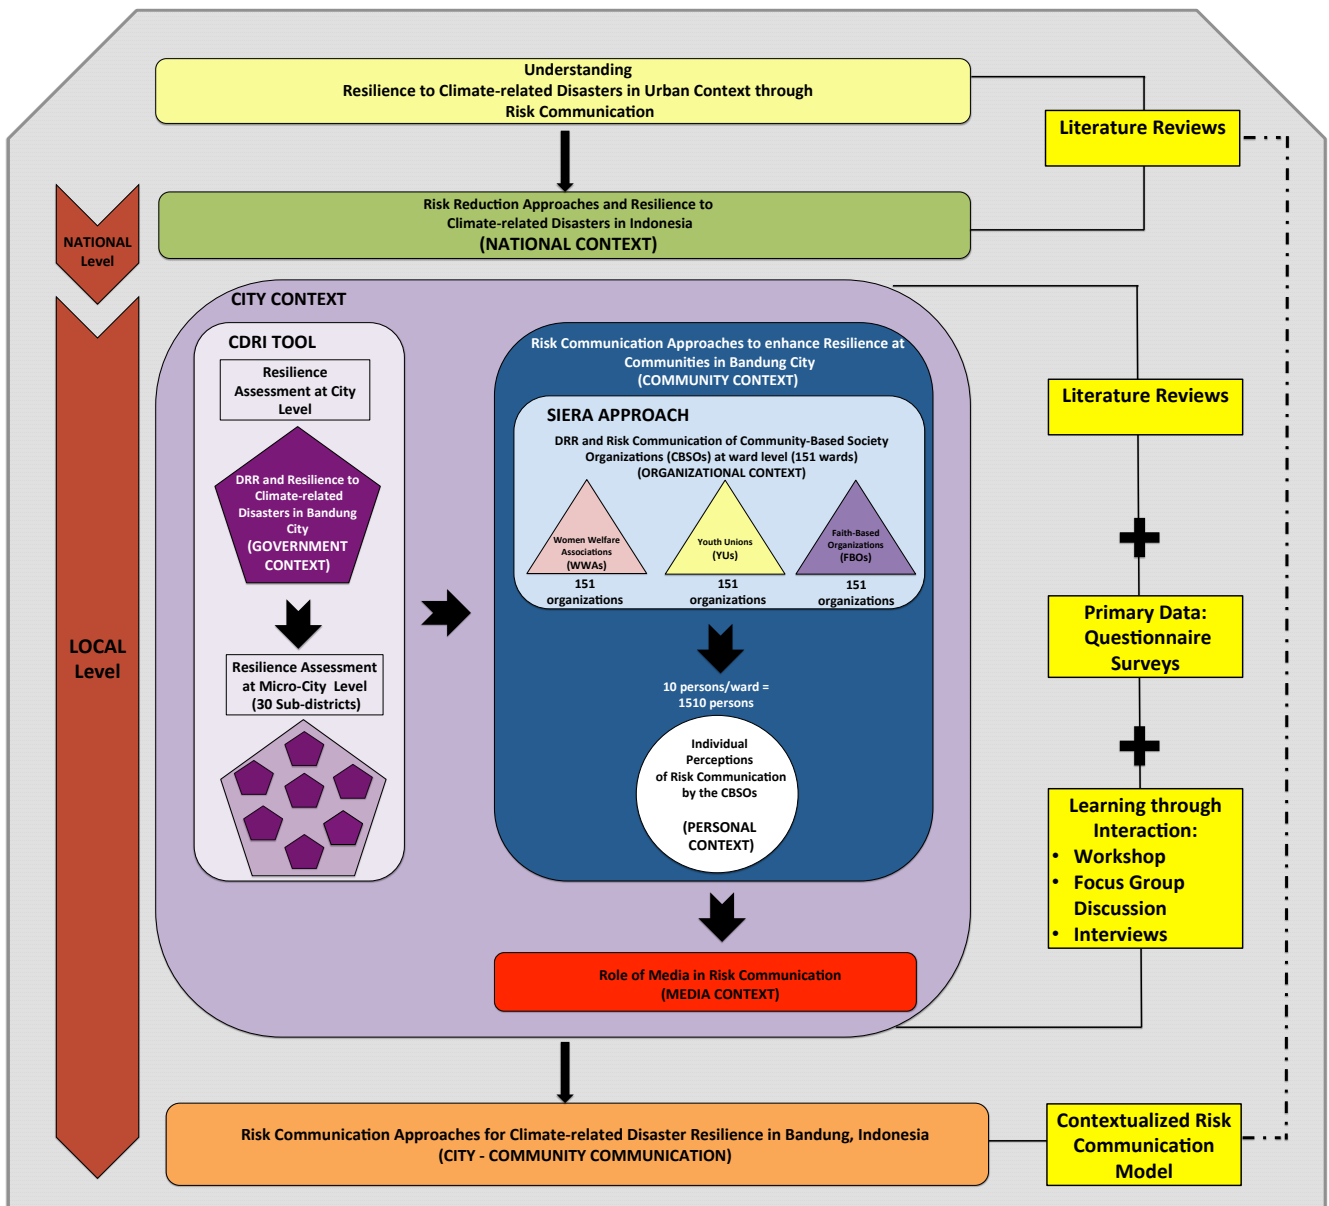 Understanding
Resilience to Climate-related Disasters in Urban Context through
Risk Communication
Literature Reviews
Risk Reduction Approaches and Resilience to
Climate-related Disasters in Indonesia
(NATIONAL CONTEXT)
NATIONAL
Level
CITY CONTEXT
CDRI TOOL
Resilience
Assessment at City
Level
DRR and Resilience to
Climate-related
Disasters in Bandung
City
(GOVERNMENT
CONTEXT)
Resilience Assessment
at Micro-City Level
(30 Sub-districts)
Risk Communication Approaches to enhance Resilience at
Communities in Bandung City
(COMMUNITY CONTEXT)
SIERA APPROACH
DRR and Risk Communication of Community-Based Society
Organizations (CBSOs) at ward level (151 wards)
(ORGANIZATIONAL CONTEXT)
Women Welfare
Associations
(WWAs)
151
organizations
Youth Unions
(YUs)
151
organizations
Faith-Based
Organizations
(FBOs)
151
organizations
10 persons/ward =
1510 persons
Individual
Perceptions
of Risk Communication
by the CBSOs
(PERSONAL
CONTEXT)
Role of Media in Risk Communication
(MEDIA CONTEXT)
LOCAL
Level
Literature Reviews
Primary Data:
Questionnaire
Surveys
Learning through
Interaction:
• Workshop
• Focus Group
Discussion
• Interviews
Risk Communication Approaches for Climate-related Disaster Resilience in Bandung, Indonesia
(CITY - COMMUNITY COMMUNICATION)
Contextualized Risk
Communication
Model